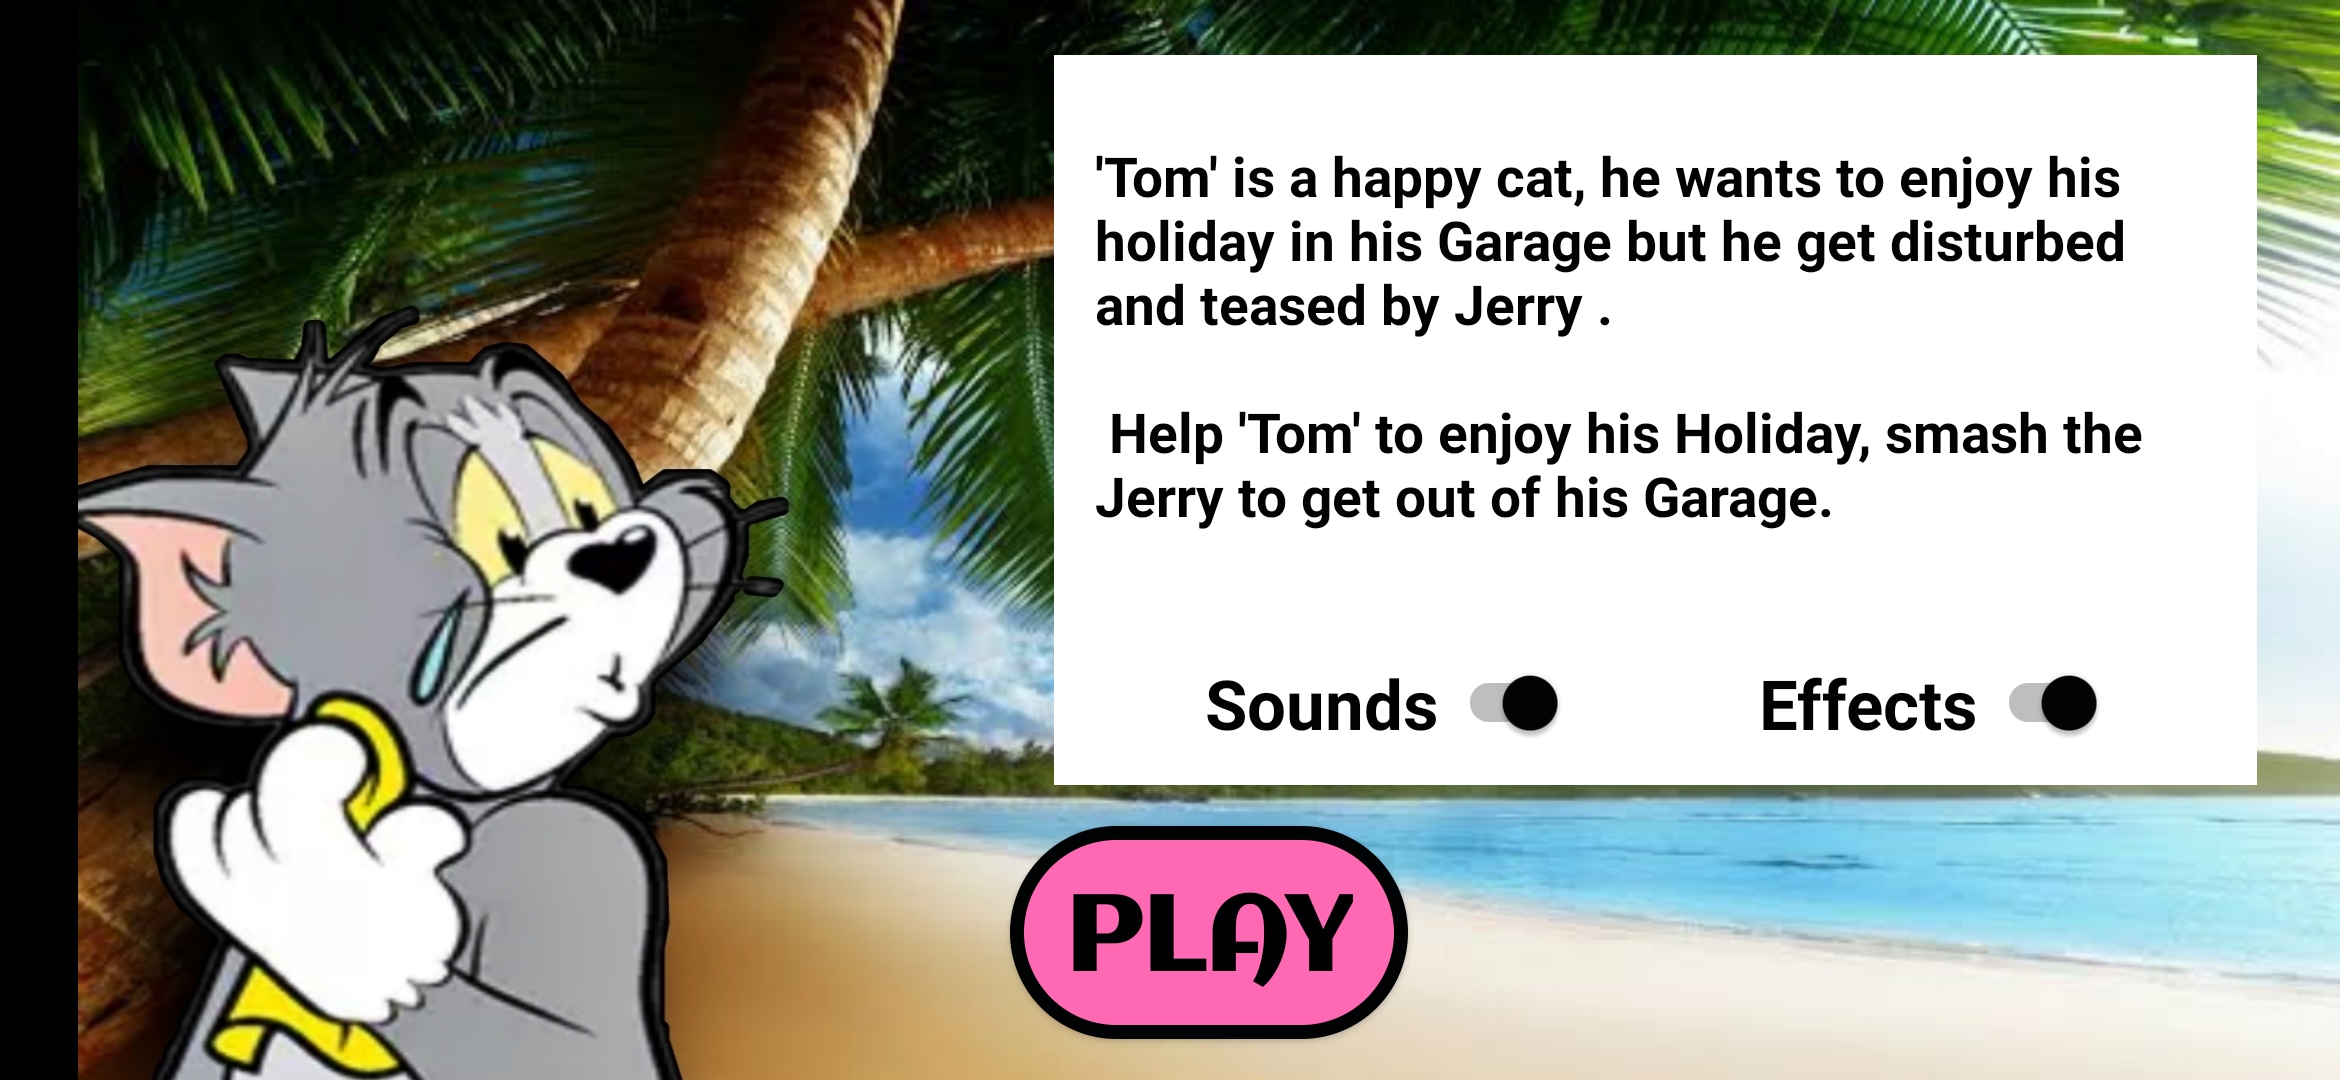 'Tom' is a happy cat, he wants to enjoy his
holiday in his Garage but he get disturbed
and teased by Jerry .
Help 'Tom' to enjoy his Holiday, smash the
Jerry to get out of his Garage.
Sounds Effects
PLAY